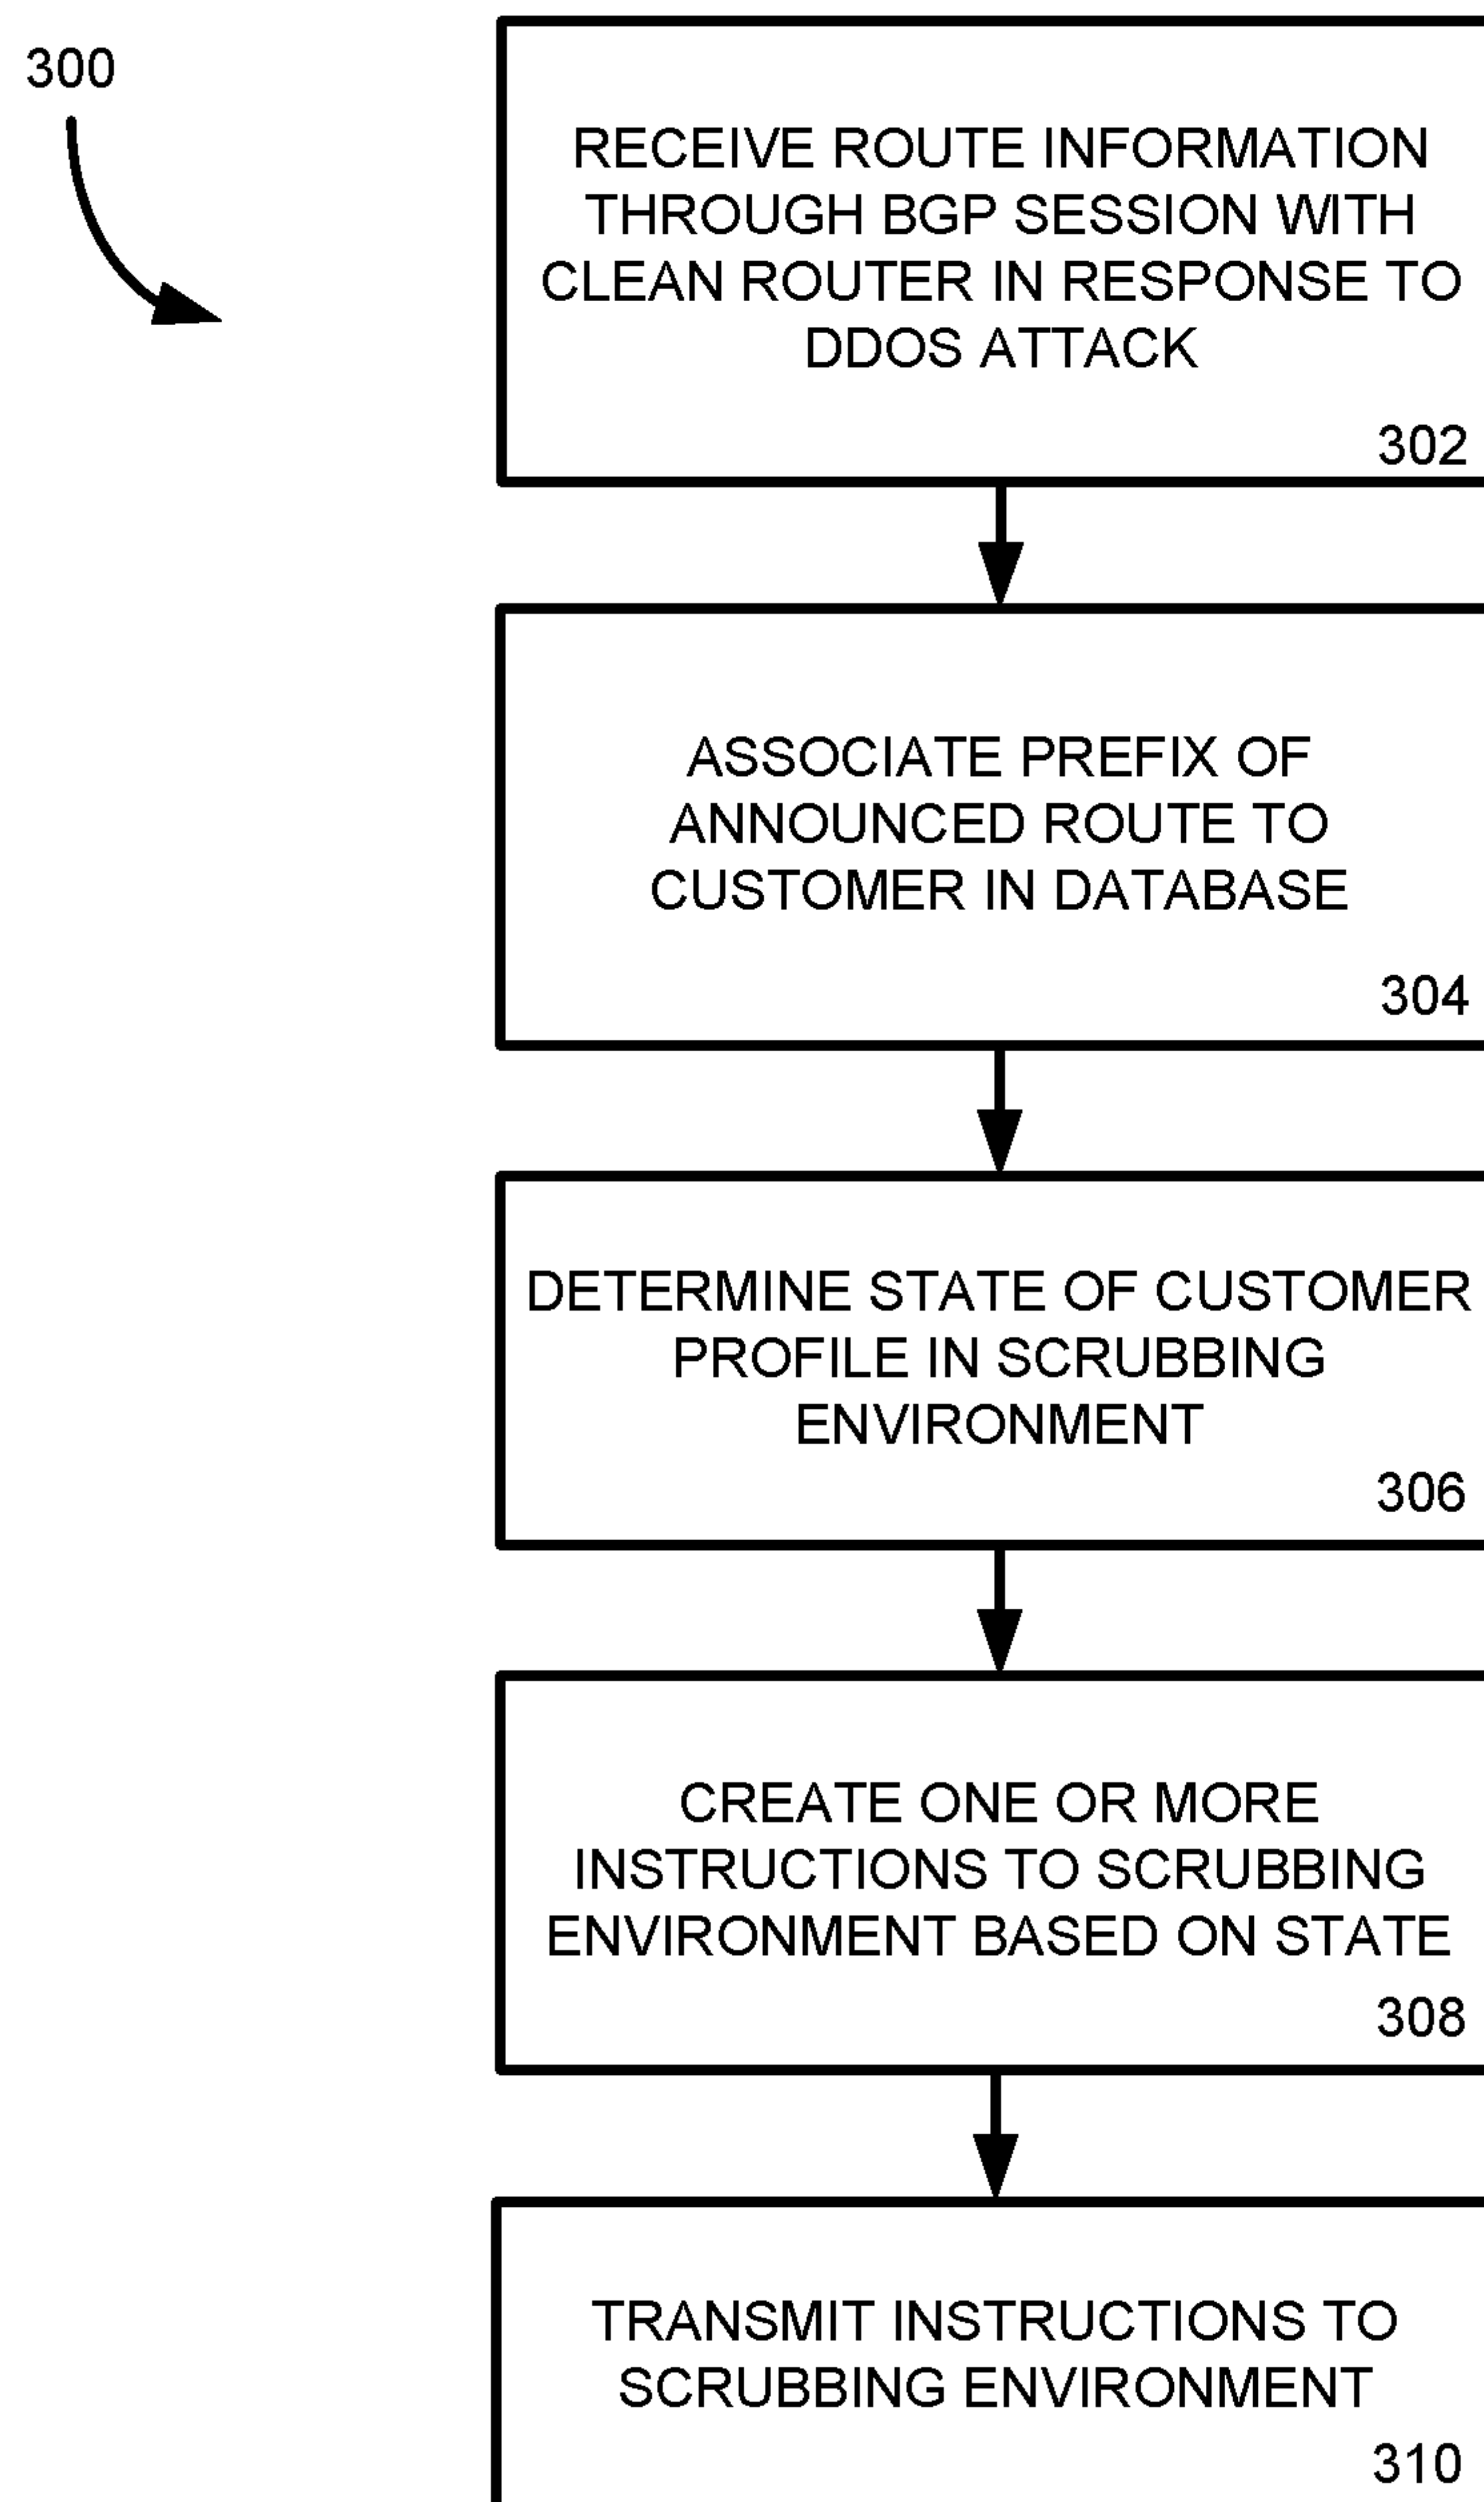 300
RECEIVE ROUTE INFORMATION
THROUGH BGP SESSION WITH
CLEAN ROUTER IN RESPONSE TO
DDOS ATTACK
302
ASSOCIATE PREFIX OF
ANNOUNCED ROUTE TO
CUSTOMER IN DATABASE
304
DETERMINE STATE OF CUSTOMER
PROFILE IN SCRUBBING
ENVIRONMENT
306
CREATE ONE OR MORE
INSTRUCTIONS TO SCRUBBING
ENVIRONMENT BASED ON STATE
308
TRANSMIT INSTRUCTIONS TO
SCRUBBING ENVIRONMENT
310